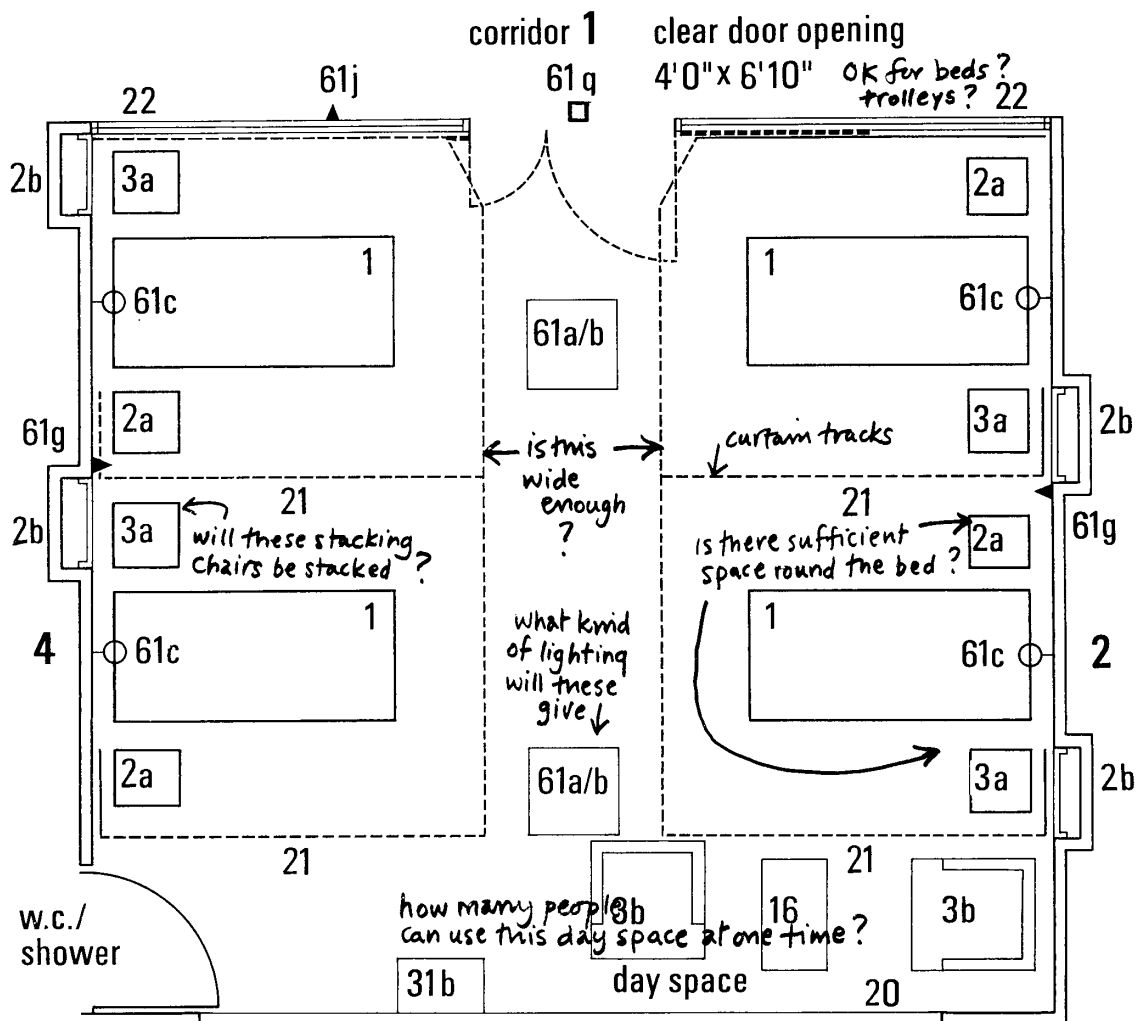 corridor 1
clear door opening
4'0" x 6'10"
OK for beds?
trolleys?
22
61j
61q
22
2b
3a
2a
1
1
61c
61c
61a/b
2a
3a
2b
61g
is this
wide
enough
?
curtain tracks
21
21
2b
3a
will these stacking
chairs be stacked?
2a
61g
is there sufficient
space round the bed?
1
1
what kind
of lighting
will these
give
4
61c
61c
2
2a
61a/b
3a
2b
21
21
w.c./
shower
how many people
can use this day space at one time?
3b
16
3b
31b
day space
20